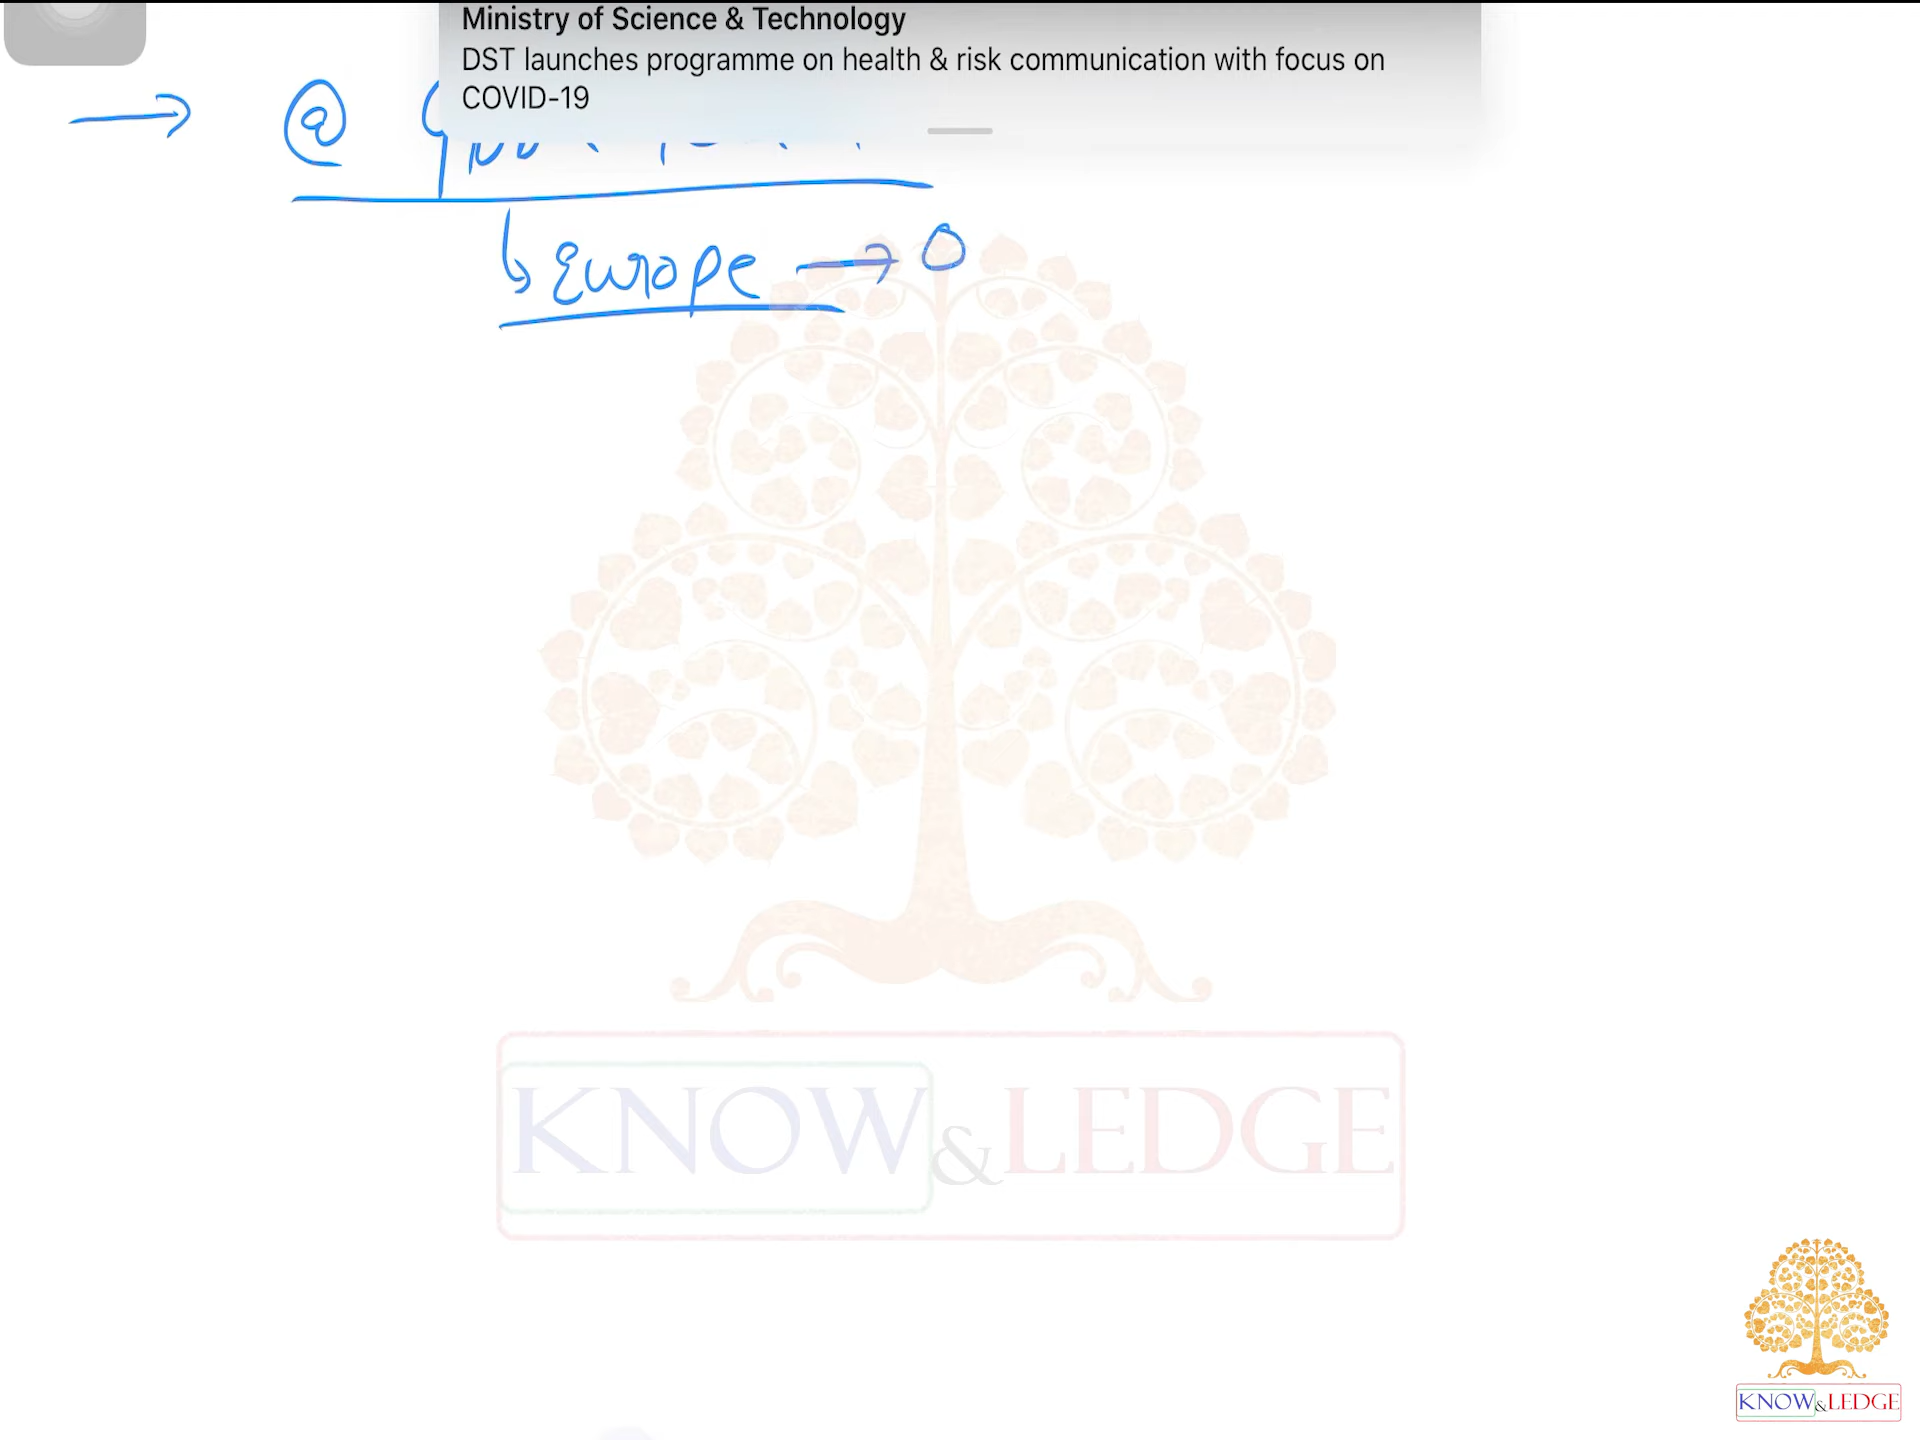 Ministry of Science & Technology
DST launches programme on health & risk communication with focus on
COVID-19
→ @
↳ Europe → 0
KNOW&LEDGE
KNOW&LEDGE